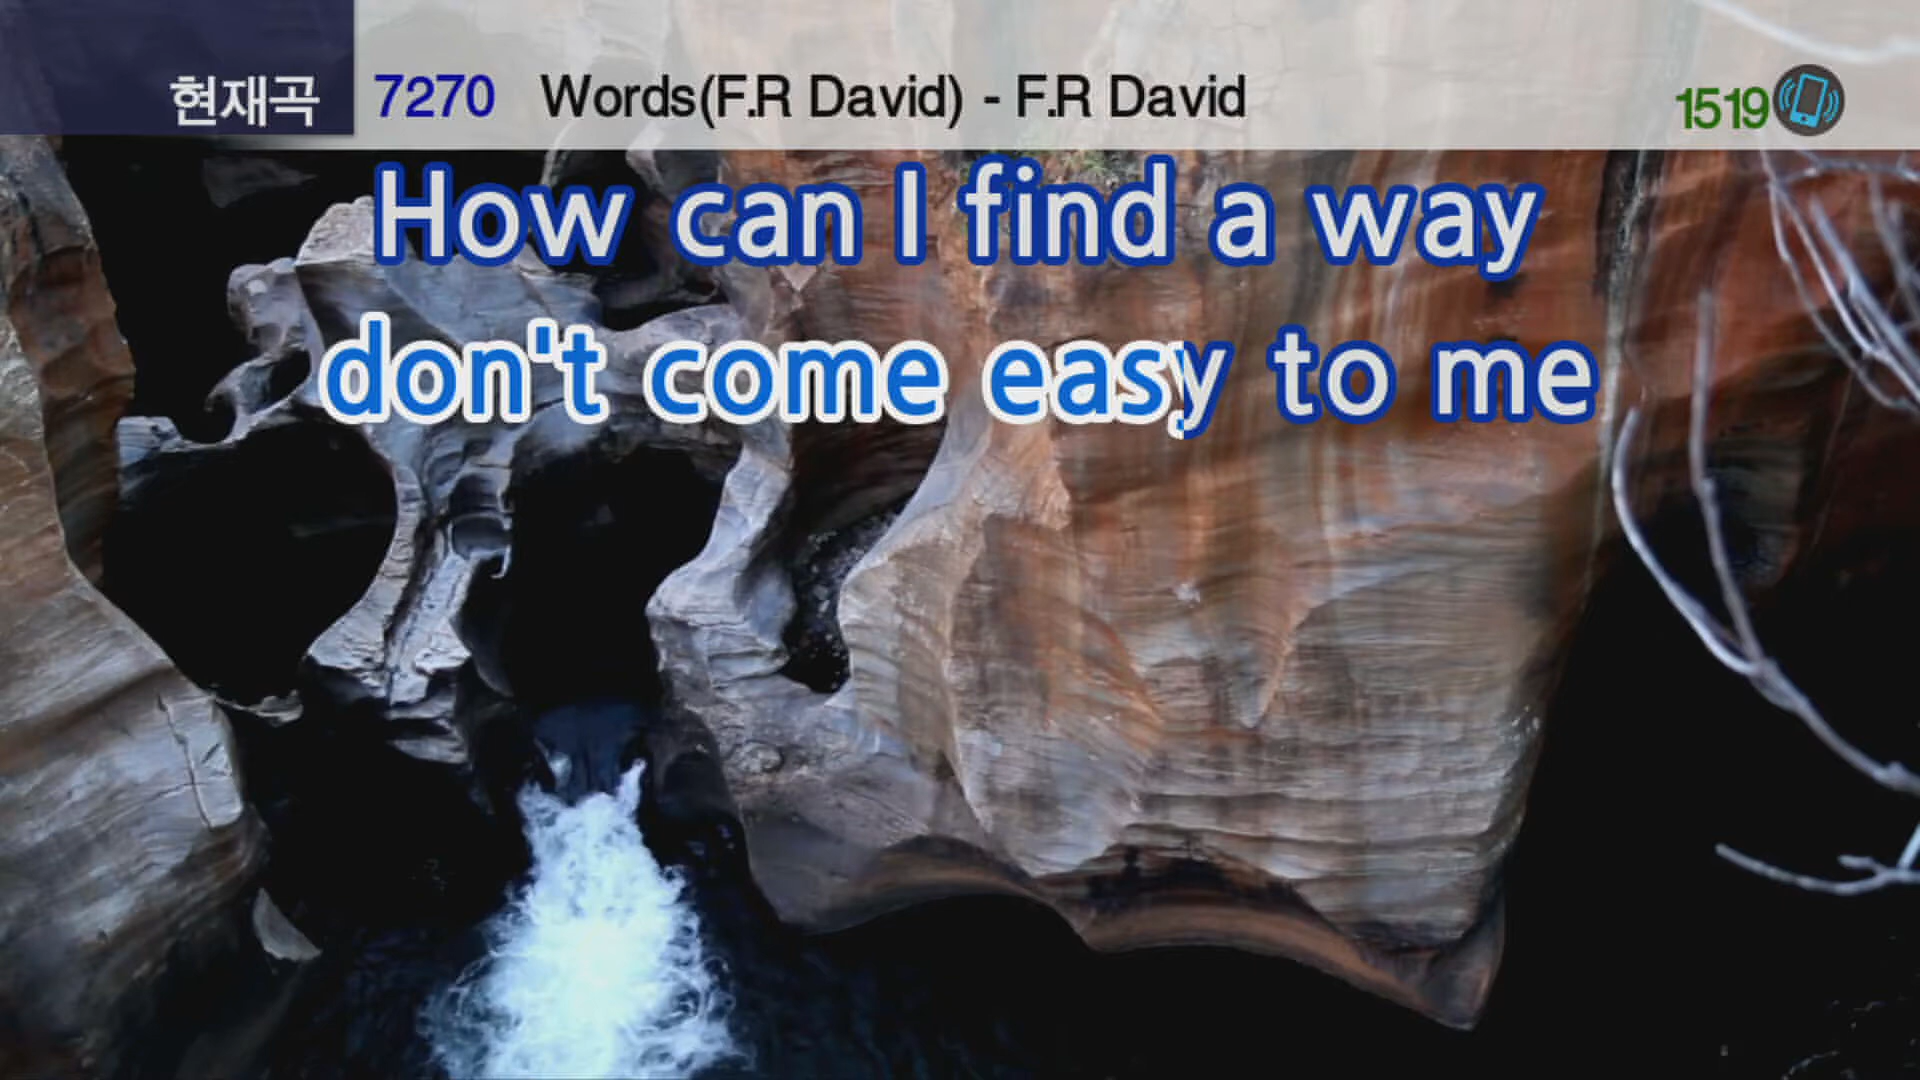 현재곡 7270 Words(F.R David) - F.R David 1519
How can I find a way
don't come easy to me